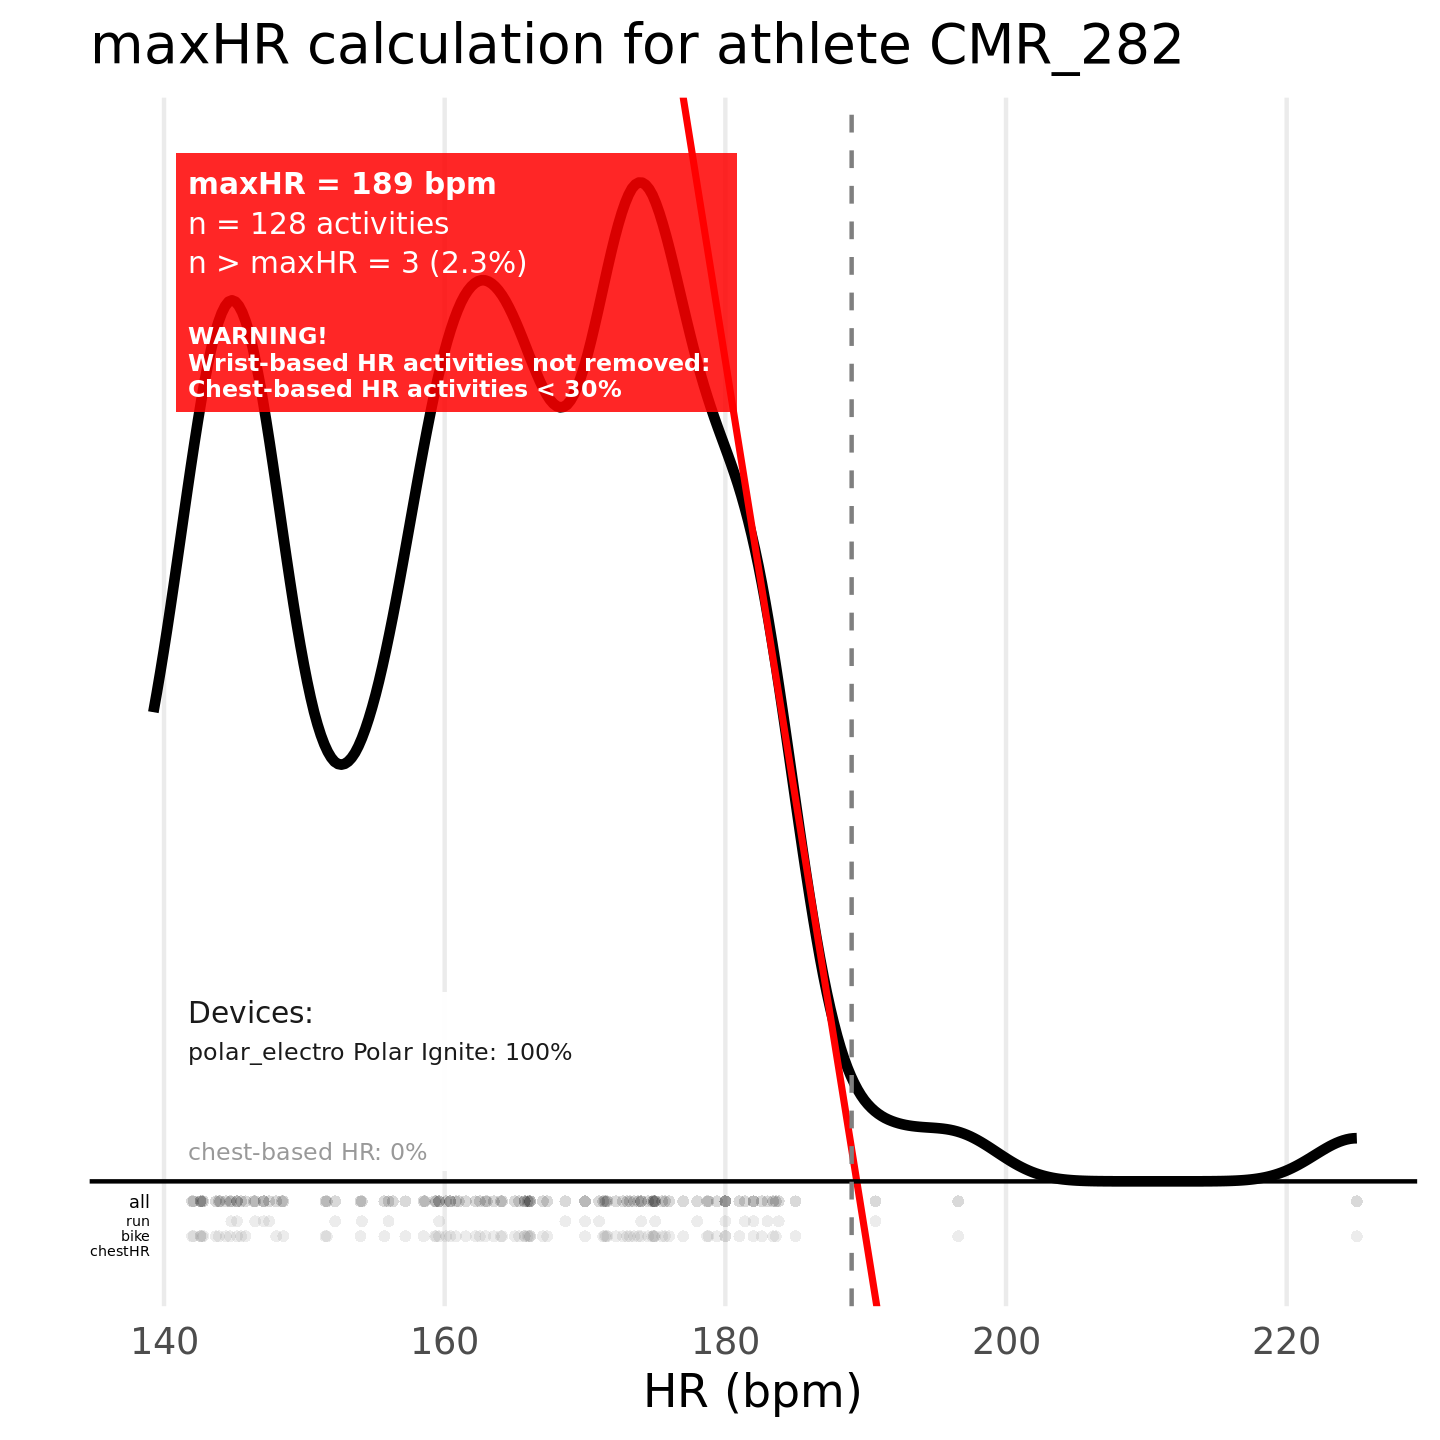 maxHR calculation for athlete CMR_282
maxHR = 189 bpm
n = 128 activities
n > maxHR = 3 (2.3%)
WARNING!
Wrist-based HR activities not removed:
Chest-based HR activities < 30%
Devices:
polar_electro Polar Ignite: 100%
chest-based HR: 0%
all
run
bike
chestHR
140 160 180 200 220
HR (bpm)